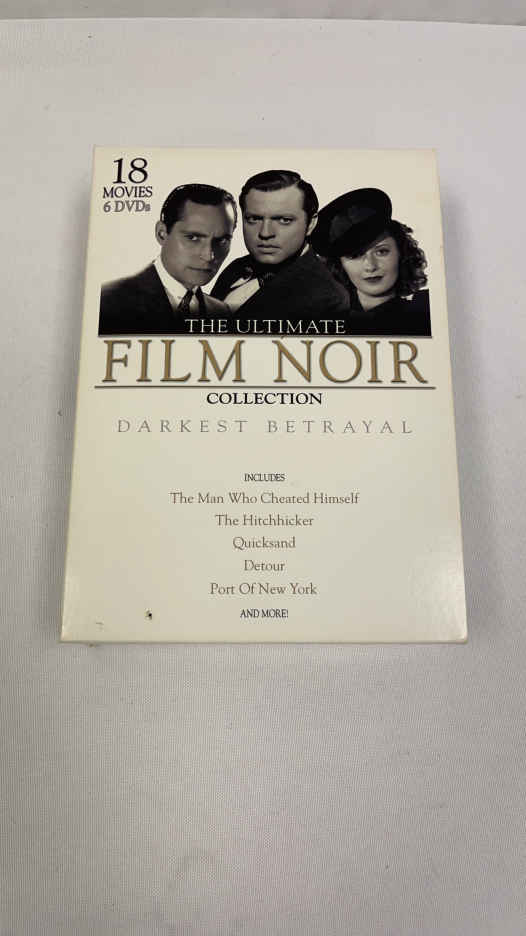 18
MOVIES
6 DVDs
THE ULTIMATE
FILM NOIR
COLLECTION
DARKEST BETRAYAL
INCLUDES
The Man Who Cheated Himself
The Hitchhicker
Quicksand
Detour
Port Of New York
AND MORE!